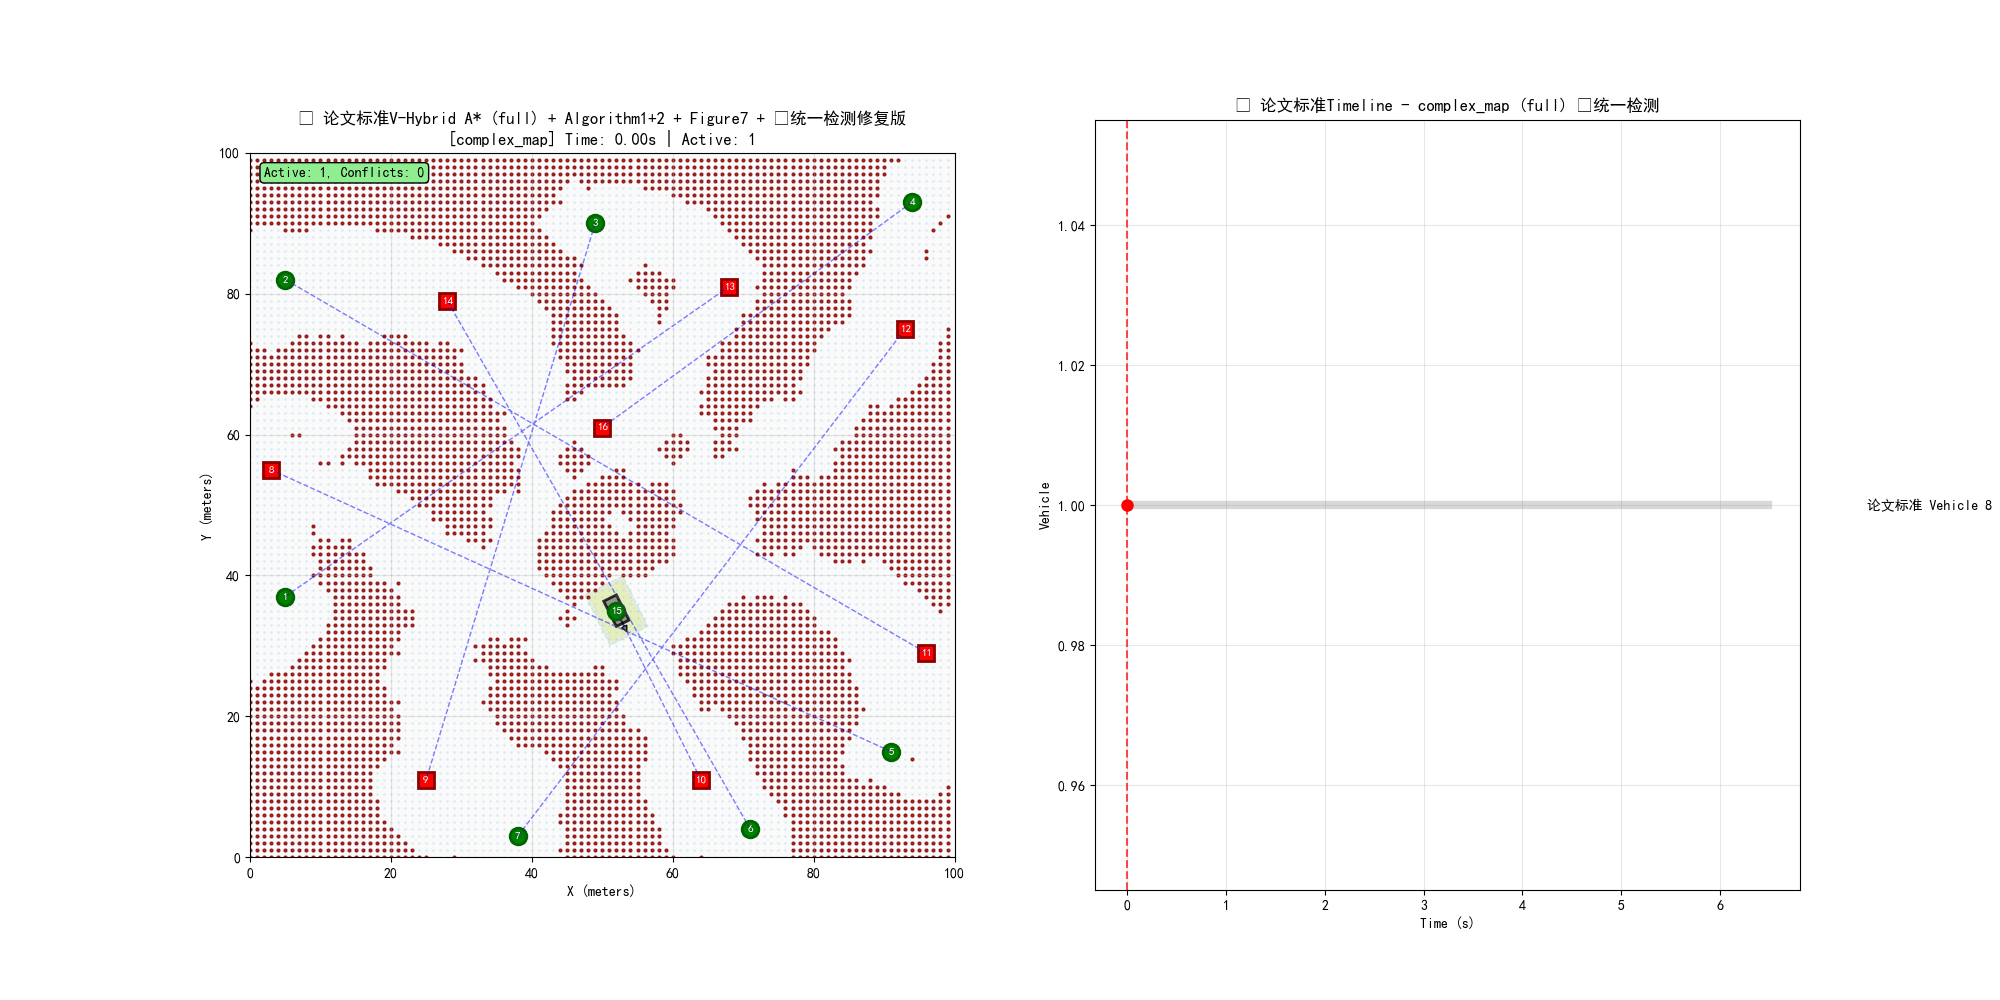 □ 论文标准V-Hybrid A* (full) + Algorithm1+2 + Figure7 + □统一检测修复版
[complex_map] Time: 0.00s | Active: 1
Active: 1, Conflicts: 0
100
80
60
40
20
0
Y (meters)
0 20 40 60 80 100
X (meters)
4
3
2
13
14
12
16
8
1
15
11
5
9
10
6
7
□ 论文标准Timeline - complex_map (full) □统一检测
1.04
1.02
1.00
0.98
0.96
Vehicle
论文标准 Vehicle 8
0 1 2 3 4 5 6
Time (s)